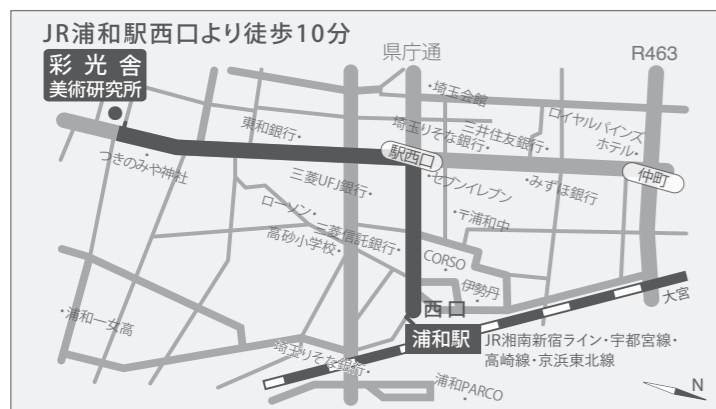 JR浦和駅西口より徒歩10分
彩光舎
美術研究所
県庁通
R463
・埼玉会館
東和銀行・
埼玉りそな銀行・
三井住友銀行・
ロイヤルパインズ
ホテル・
駅西口
つきのみや神社
三菱UFJ銀行・
・セブンイレブン
・みずほ銀行
仲町
ローソン・
・〒浦和中
三菱信託銀行・
高砂小学校・
CORSO
伊勢丹
・浦和一女高
西口
大宮
浦和駅
JR湘南新宿ライン・宇都宮線・
高崎線・京浜東北線
埼玉りそな銀行・
浦和PARCO
N